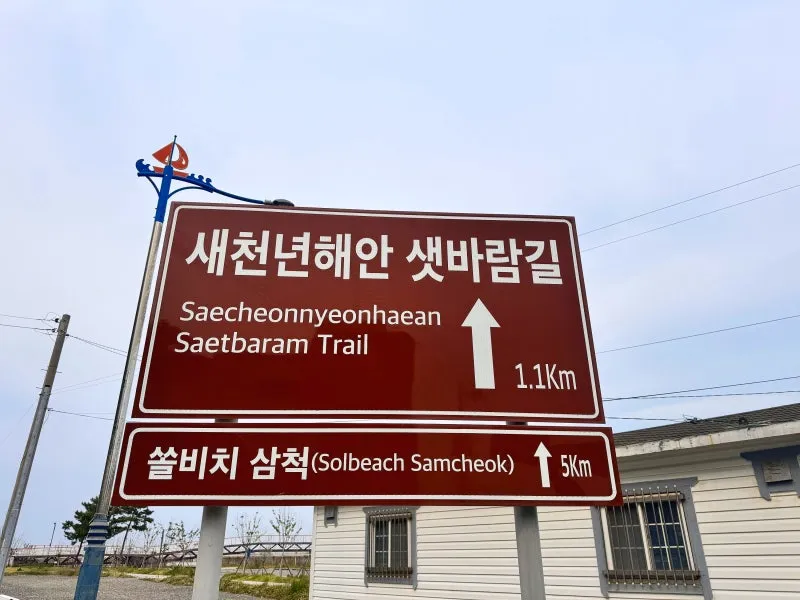 새천년해안 샛바람길
Saecheonnyeonhaean
Saetbaram Trail
1.1Km
쏠비치 삼척(Solbeach Samcheok) 5Km